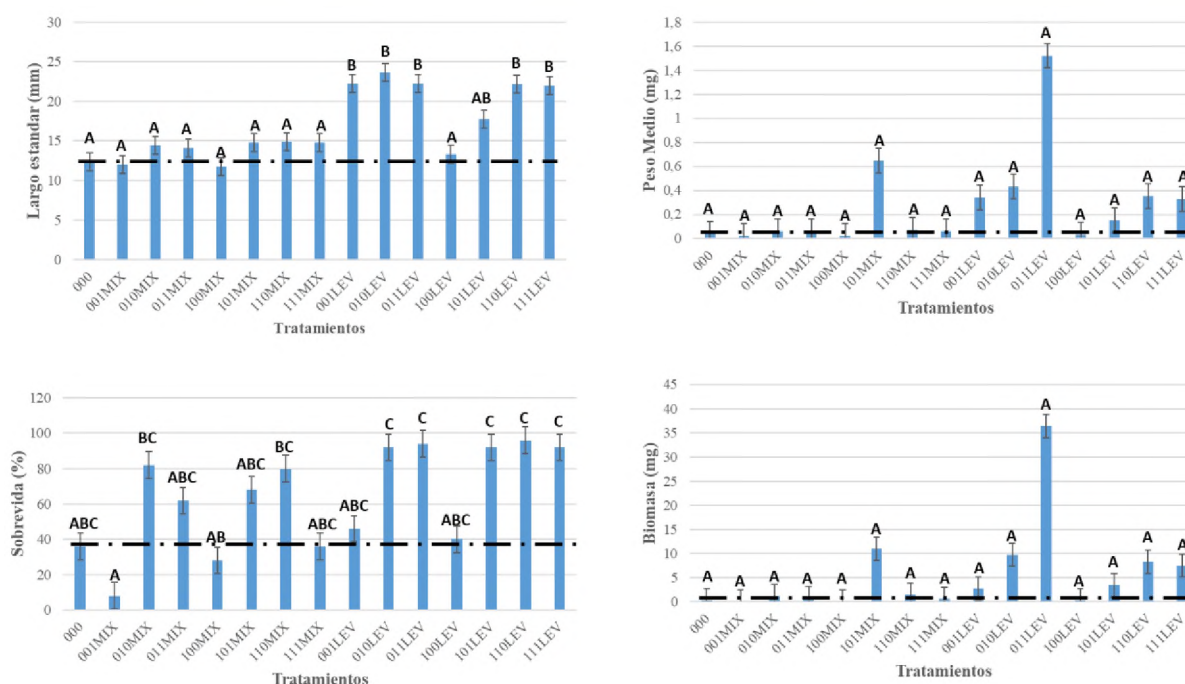 30
25
20
15
10
5
0
Largo estandar (mm)
A A A A A A A A B B B A AB B B
000 001MIX 010MIX 011MIX 100MIX 101MIX 110MIX 111MIX 001LEV 010LEV 011LEV 100LEV 101LEV 110LEV 111LEV
Tratamientos
1,8
1,6
1,4
1,2
1
0,8
0,6
0,4
0,2
0
Peso Medio (mg)
A A A A A A A A A A A A A A A
000 001MIX 010MIX 011MIX 100MIX 101MIX 110MIX 111MIX 001LEV 010LEV 011LEV 100LEV 101LEV 110LEV 111LEV
Tratamientos
120
100
80
60
40
20
0
Sobrevida (%)
ABC A BC ABC AB ABC BC ABC ABC C C ABC C C C
000 001MIX 010MIX 011MIX 100MIX 101MIX 110MIX 111MIX 001LEV 010LEV 011LEV 100LEV 101LEV 110LEV 111LEV
Tratamientos
45
40
35
30
25
20
15
10
5
0
Biomasa (mg)
A A A A A A A A A A A A A A A
000 001MIX 010MIX 011MIX 100MIX 101MIX 110MIX 111MIX 001LEV 010LEV 011LEV 100LEV 101LEV 110LEV 111LEV
Tratamientos